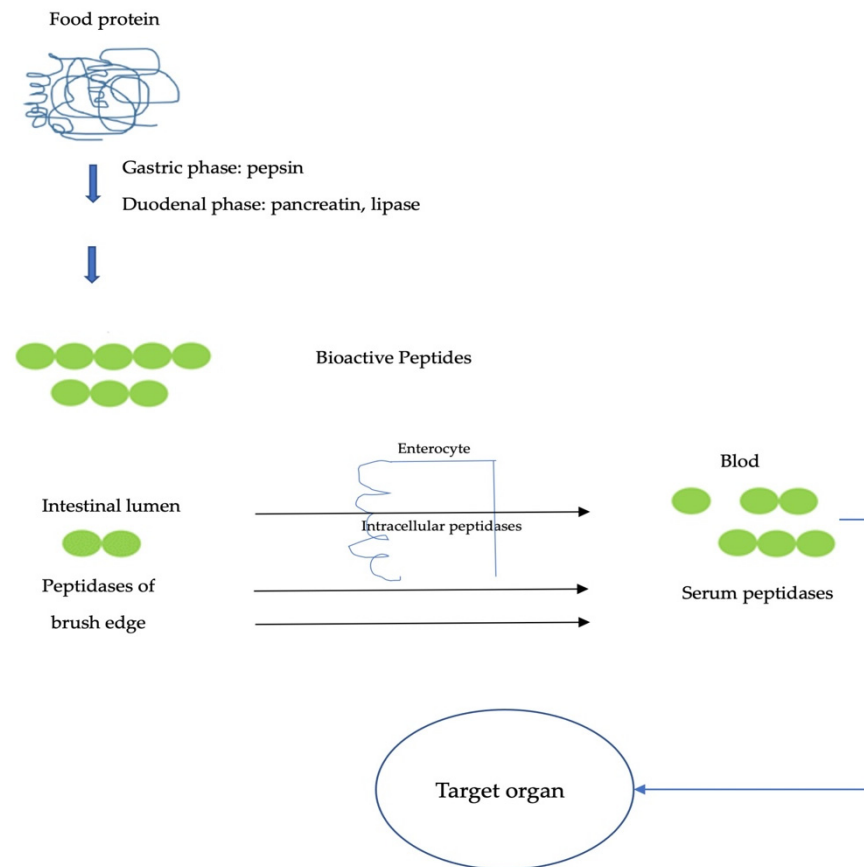 Food protein
Gastric phase: pepsin
Duodenal phase: pancreatin, lipase
Bioactive Peptides
Enterocyte
Blod
Intestinal lumen
Intracellular peptidases
Peptidases of
brush edge
Serum peptidases
Target organ